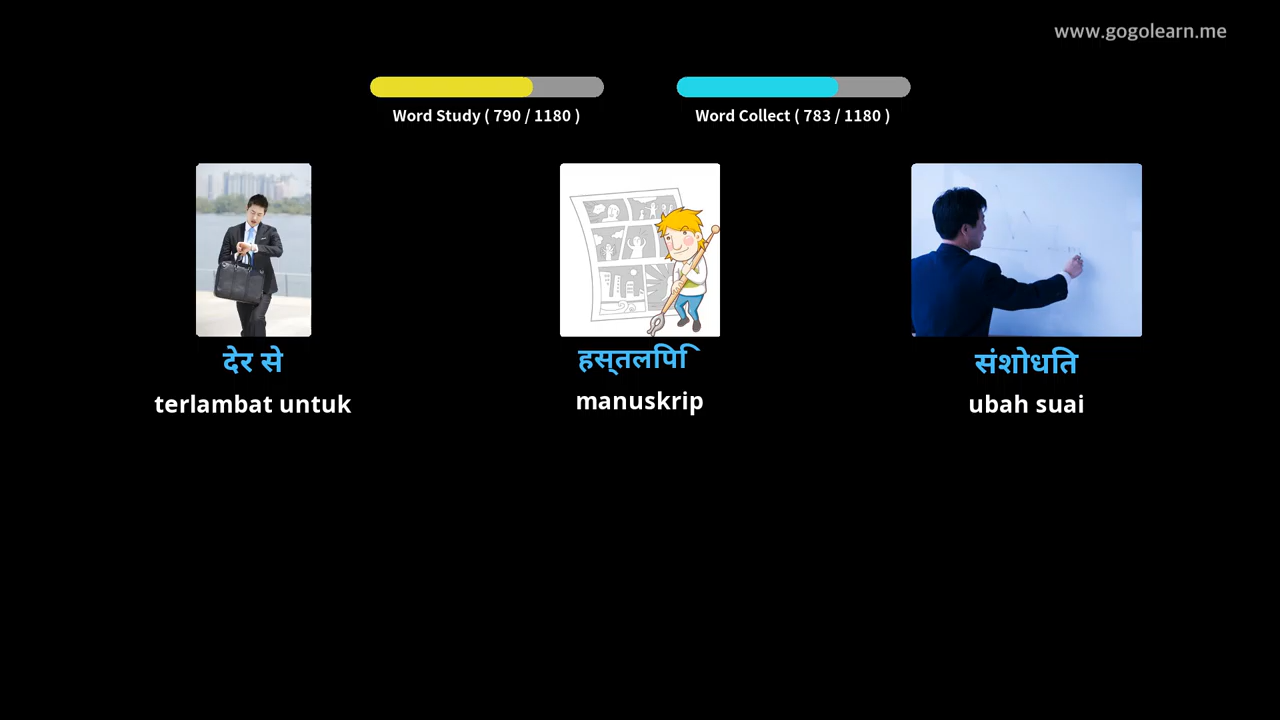 www.gogolearn.me
Word Study ( 790 / 1180 )
Word Collect ( 783 / 1180 )
देर से
हस्‌तलपिि
संशोधति
terlambat untuk
manuskrip
ubah suai